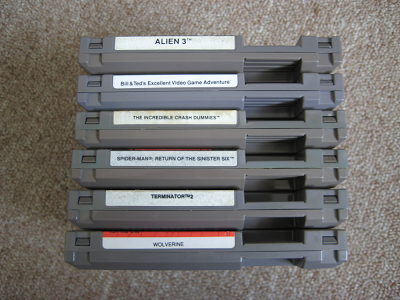 ALIEN 3™
Bill & Ted's Excellent Video Game Adventure™
THE INCREDIBLE CRASH DUMMIES™
SPIDER-MAN®: RETURN OF THE SINISTER SIX™
TERMINATOR™2
WOLVERINE